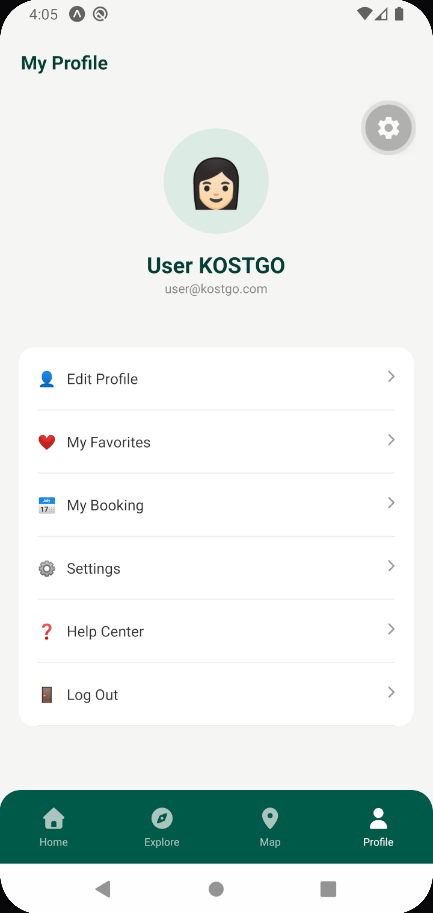 4:05
My Profile
User KOSTGO
user@kostgo.com
Edit Profile
My Favorites
My Booking
Settings
Help Center
Log Out
Home
Explore
Map
Profile